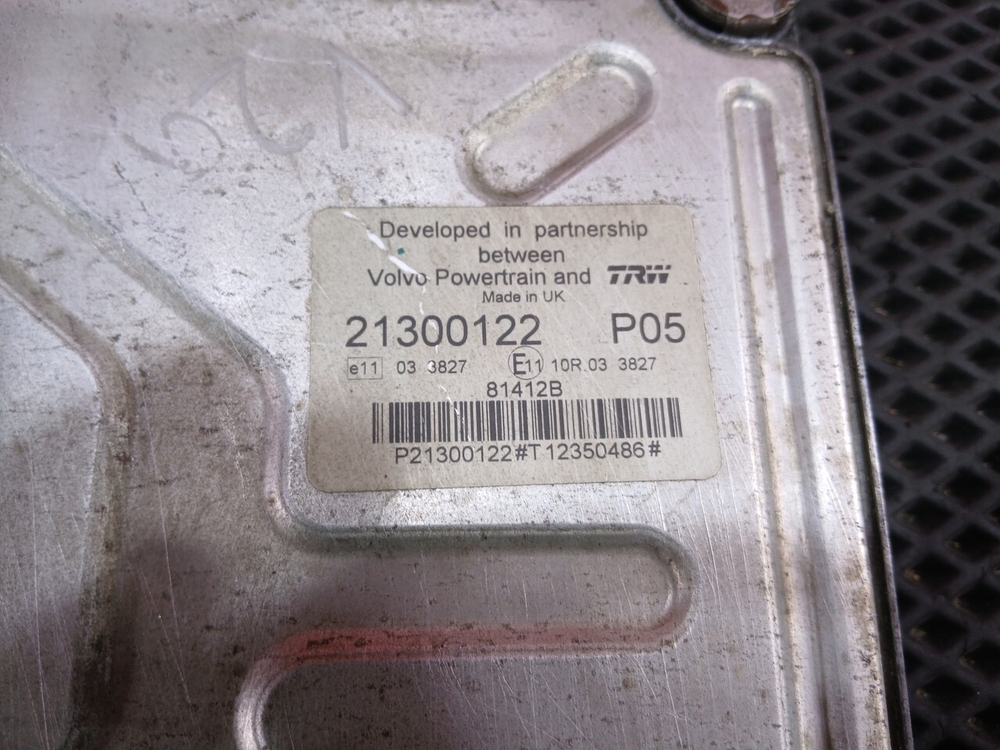 Developed in partnership
between
Volvo Powertrain and TRW
Made in UK
21300122 P05
e11 03 3827 E11 10R.03 3827
81412B
P21300122#T12350486#